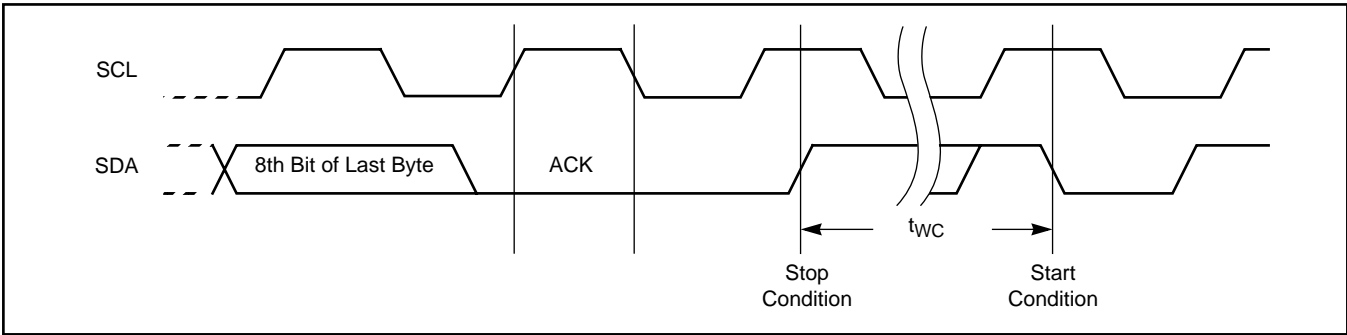 SCL
SDA
8th Bit of Last Byte
ACK
tWC
Stop
Condition
Start
Condition